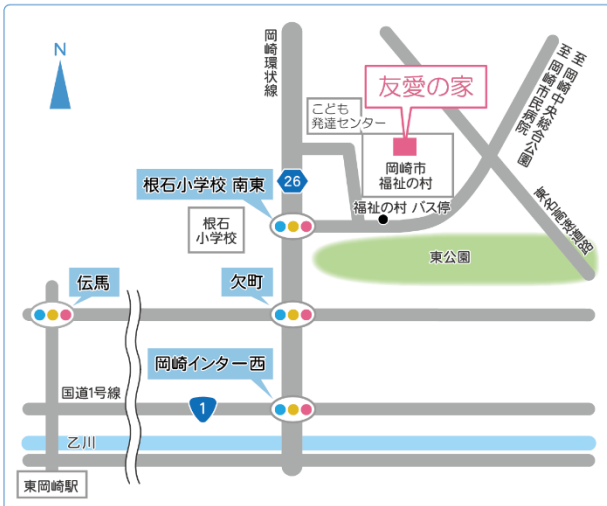 N
岡崎環状線
友愛の家
こども
発達センター
至 岡崎中央総合公園
至 岡崎市民病院
岡崎市
福祉の村
26
根石小学校 南東
福祉の村 バス停
根石
小学校
東名高速道路
東公園
伝馬
欠町
岡崎インター西
国道1号線
1
乙川
東岡崎駅